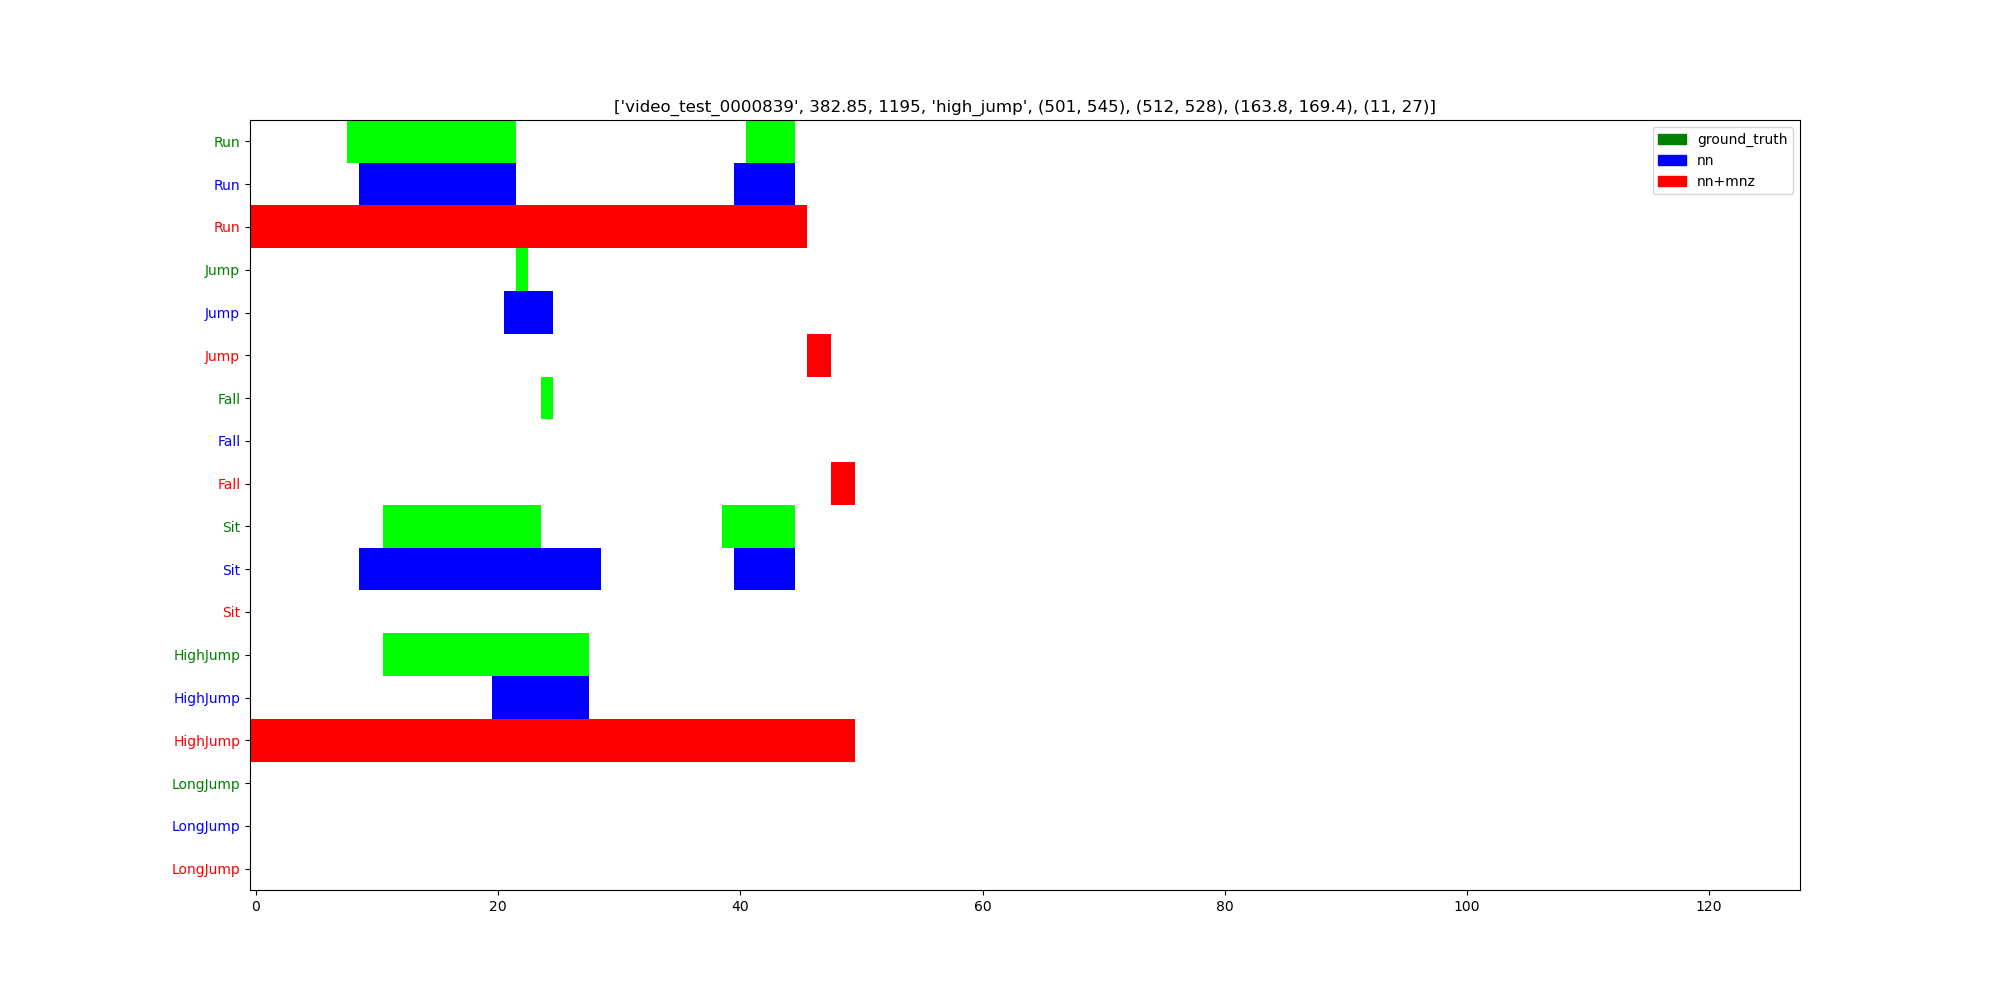 ['video_test_0000839', 382.85, 1195, 'high_jump', (501, 545), (512, 528), (163.8, 169.4), (11, 27)]
ground_truth
nn
nn+mnz
Run
Run
Run
Jump
Jump
Jump
Fall
Fall
Fall
Sit
Sit
Sit
HighJump
HighJump
HighJump
LongJump
LongJump
LongJump
0 20 40 60 80 100 120